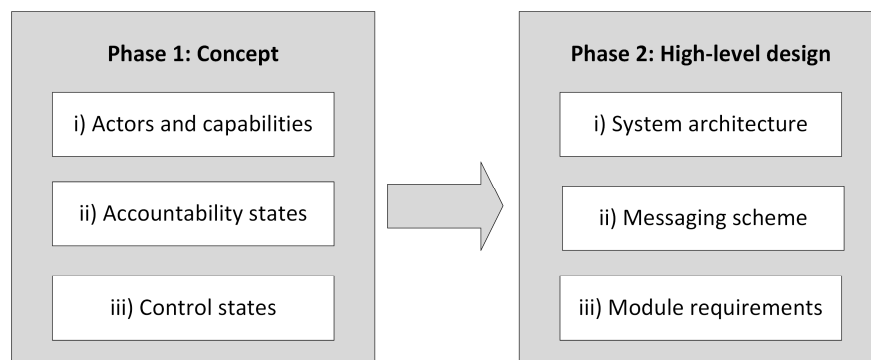 Phase 1: Concept
i) Actors and capabilities
ii) Accountability states
iii) Control states
Phase 2: High-level design
i) System architecture
ii) Messaging scheme
iii) Module requirements